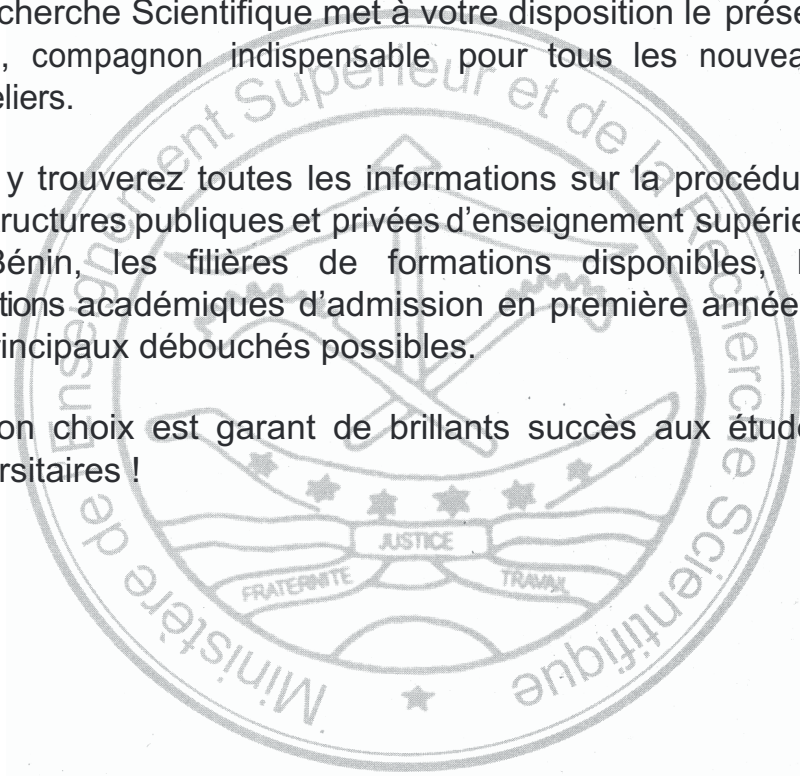 cherche Scientifique met à votre disposition le prése
, compagnon indispensable pour tous les nouvea
eliers.
y trouverez toutes les informations sur la procédu
ructures publiques et privées d'enseignement supérie
Bénin, les filières de formations disponibles, l
tions académiques d'admission en première année
rincipaux débouchés possibles.
on choix est garant de brillants succès aux étude
rsitaires !
Ministère de l'Enseignement Supérieur et de la Recherche Scientifique
JUSTICE
FRATERNITE
TRAVAIL